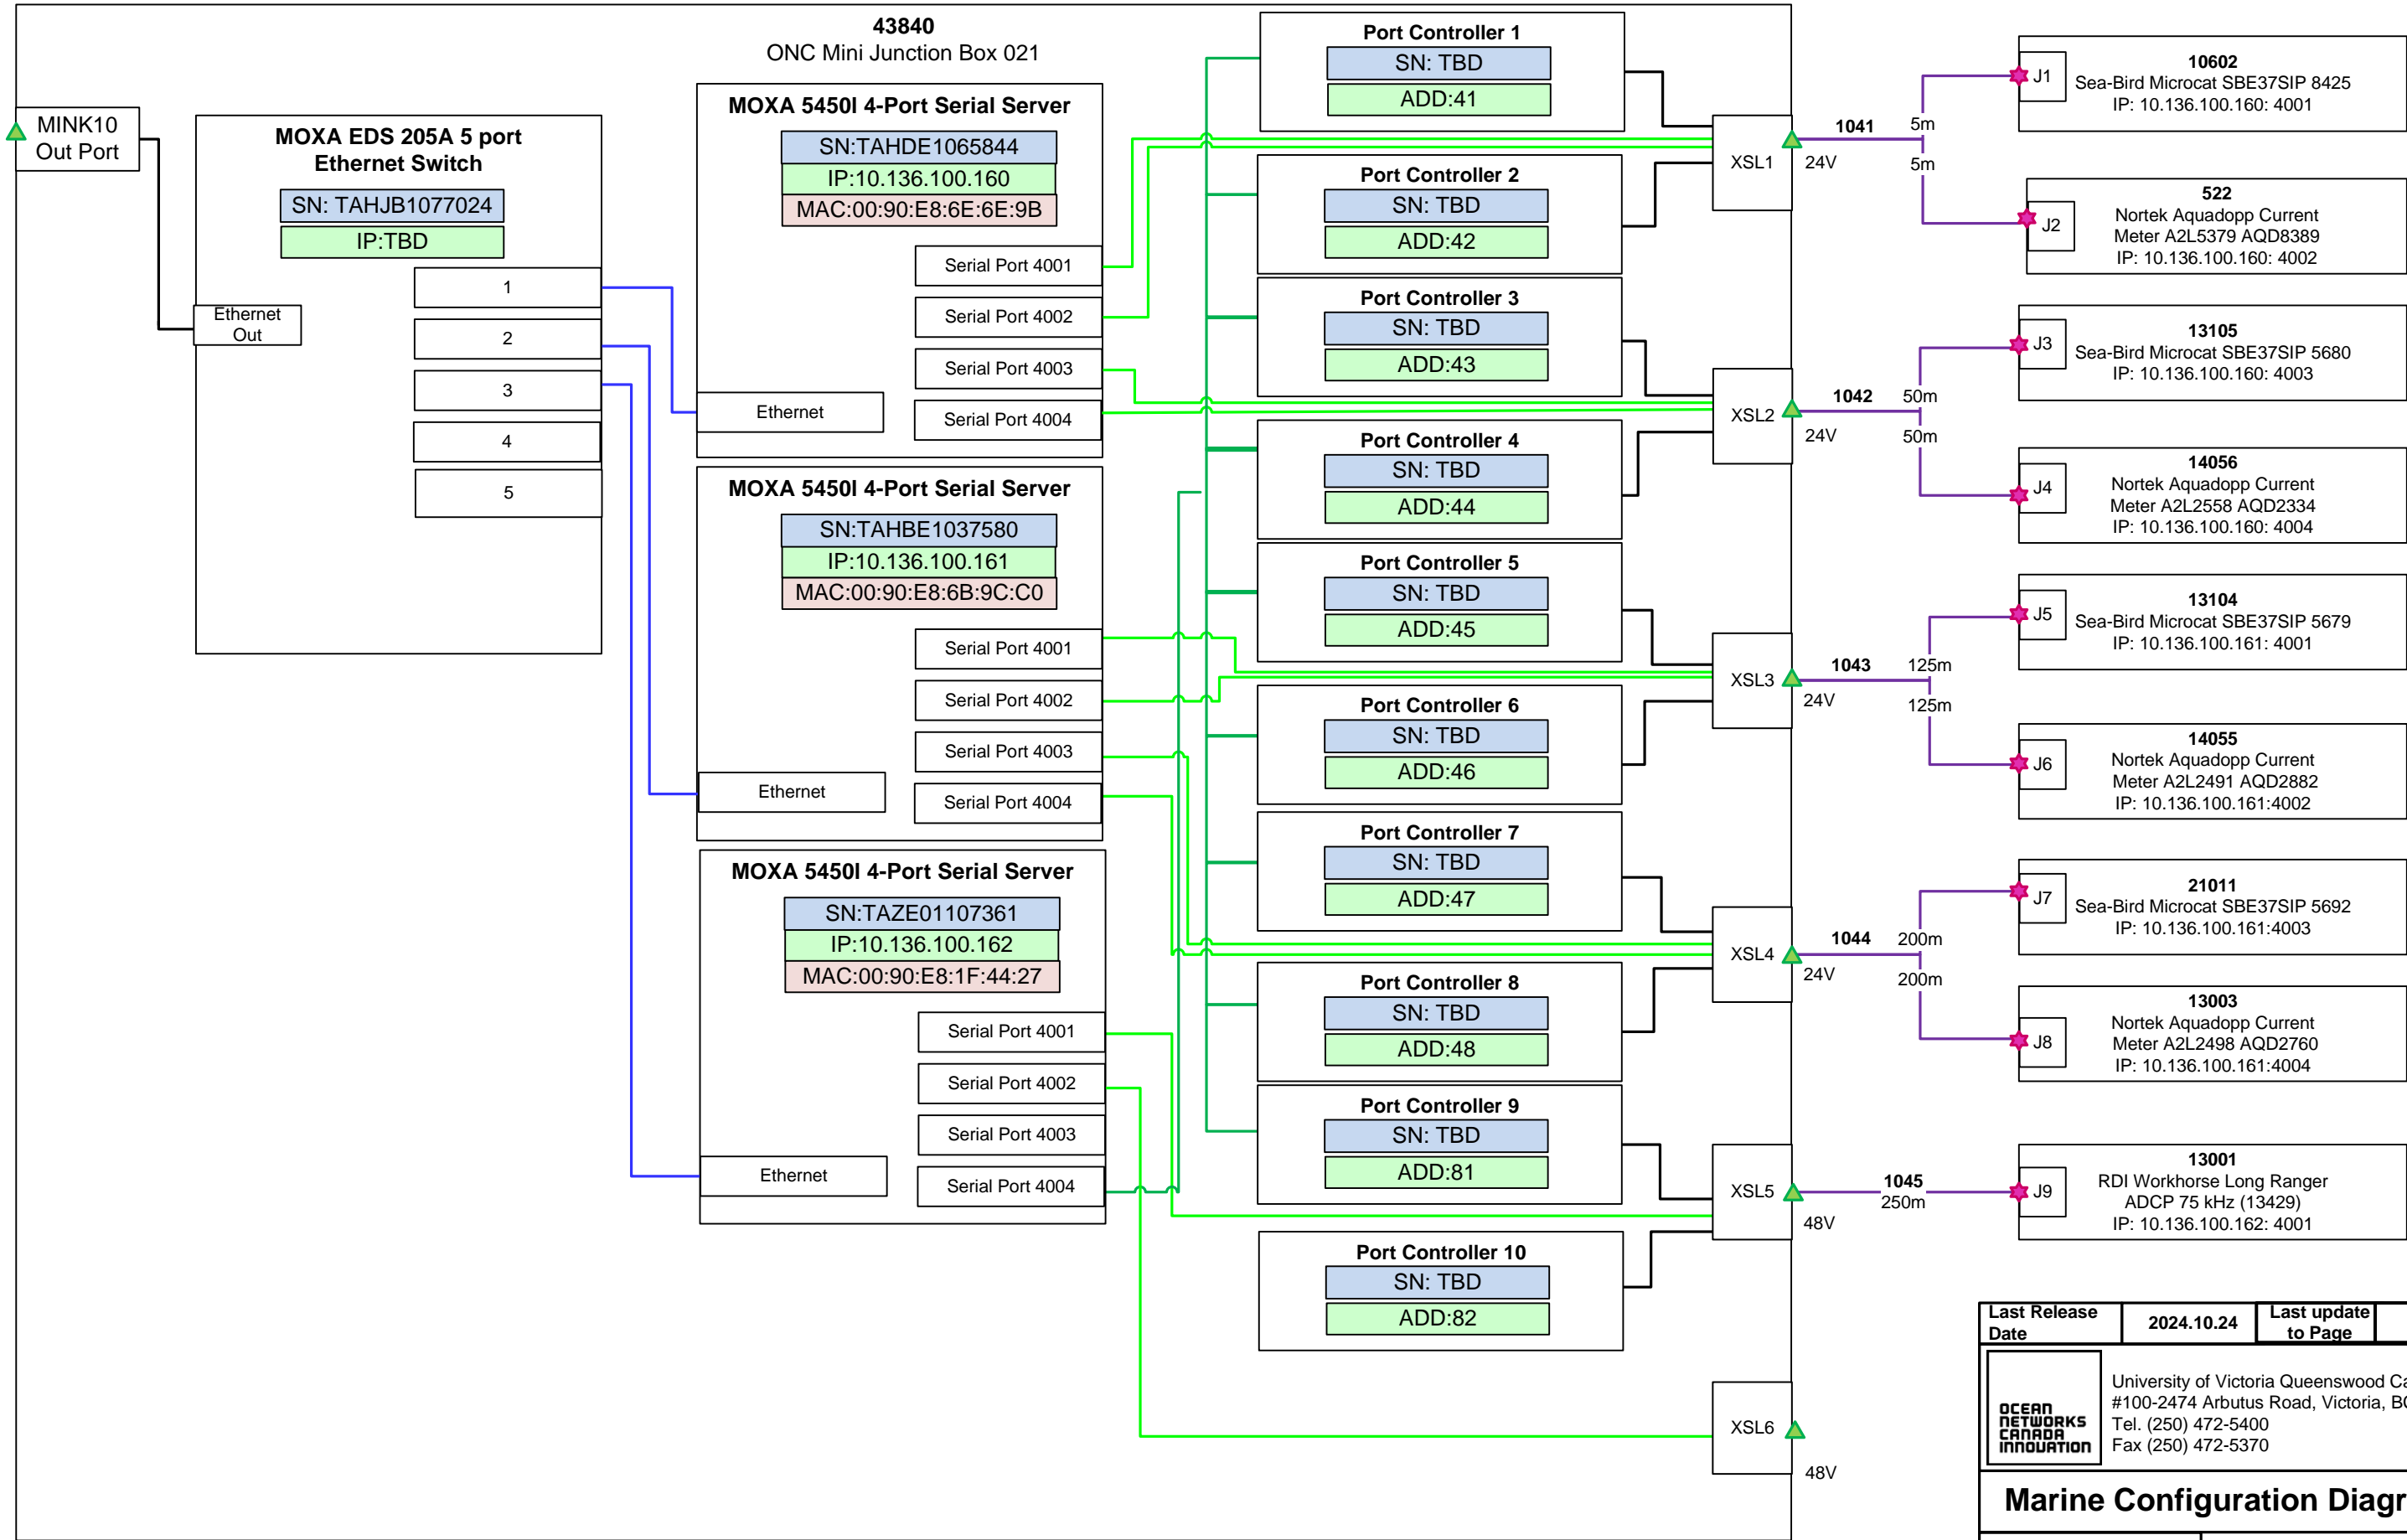 43840
ONC Mini Junction Box 021
MINK10
Out Port
MOXA EDS 205A 5 port
Ethernet Switch
SN: TAHJB1077024
IP:TBD
1
2
3
4
5
Ethernet
Out
MOXA 5450I 4-Port Serial Server
SN:TAHDE1065844
IP:10.136.100.160
MAC:00:90:E8:6E:6E:9B
Serial Port 4001
Serial Port 4002
Serial Port 4003
Serial Port 4004
Ethernet
MOXA 5450I 4-Port Serial Server
SN:TAHBE1037580
IP:10.136.100.161
MAC:00:90:E8:6B:9C:C0
Serial Port 4001
Serial Port 4002
Serial Port 4003
Serial Port 4004
Ethernet
MOXA 5450I 4-Port Serial Server
SN:TAZE01107361
IP:10.136.100.162
MAC:00:90:E8:1F:44:27
Serial Port 4001
Serial Port 4002
Serial Port 4003
Serial Port 4004
Ethernet
Port Controller 1
SN: TBD
ADD:41
Port Controller 2
SN: TBD
ADD:42
Port Controller 3
SN: TBD
ADD:43
Port Controller 4
SN: TBD
ADD:44
Port Controller 5
SN: TBD
ADD:45
Port Controller 6
SN: TBD
ADD:46
Port Controller 7
SN: TBD
ADD:47
Port Controller 8
SN: TBD
ADD:48
Port Controller 9
SN: TBD
ADD:81
Port Controller 10
SN: TBD
ADD:82
XSL1
24V
1041
5m
5m
XSL2
24V
1042
50m
50m
XSL3
24V
1043
125m
125m
XSL4
24V
1044
200m
200m
XSL5
48V
1045
250m
XSL6
48V
J1
10602
Sea-Bird Microcat SBE37SIP 8425
IP: 10.136.100.160: 4001
J2
522
Nortek Aquadopp Current
Meter A2L5379 AQD8389
IP: 10.136.100.160: 4002
J3
13105
Sea-Bird Microcat SBE37SIP 5680
IP: 10.136.100.160: 4003
J4
14056
Nortek Aquadopp Current
Meter A2L2558 AQD2334
IP: 10.136.100.160: 4004
J5
13104
Sea-Bird Microcat SBE37SIP 5679
IP: 10.136.100.161: 4001
J6
14055
Nortek Aquadopp Current
Meter A2L2491 AQD2882
IP: 10.136.100.161:4002
J7
21011
Sea-Bird Microcat SBE37SIP 5692
IP: 10.136.100.161:4003
J8
13003
Nortek Aquadopp Current
Meter A2L2498 AQD2760
IP: 10.136.100.161:4004
J9
13001
RDI Workhorse Long Ranger
ADCP 75 kHz (13429)
IP: 10.136.100.162: 4001
Last Release
Date
2024.10.24
Last update
to Page
OCEAN
NETWORKS
CANADA
INNOVATION
University of Victoria Queenswood
#100-2474 Arbutus Road, Victoria,
Tel. (250) 472-5400
Fax (250) 472-5370
Marine Configuration